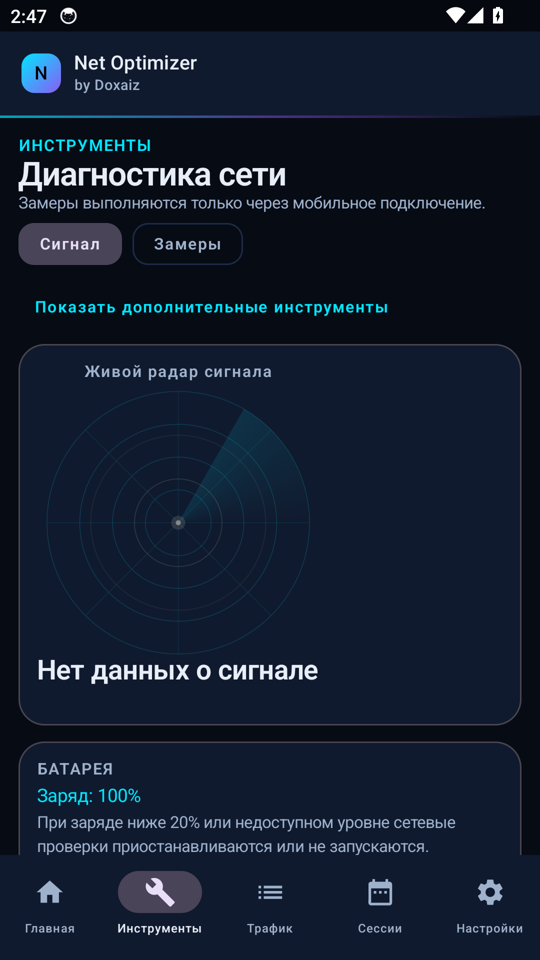 2:47
N
Net Optimizer
by Doxaiz
ИНСТРУМЕНТЫ
Диагностика сети
Замеры выполняются только через мобильное подключение.
Сигнал
Замеры
Показать дополнительные инструменты
Живой радар сигнала
Нет данных о сигнале
БАТАРЕЯ
Заряд: 100%
При заряде ниже 20% или недоступном уровне сетевые
проверки приостанавливаются или не запускаются.
Главная
Инструменты
Трафик
Сессии
Настройки